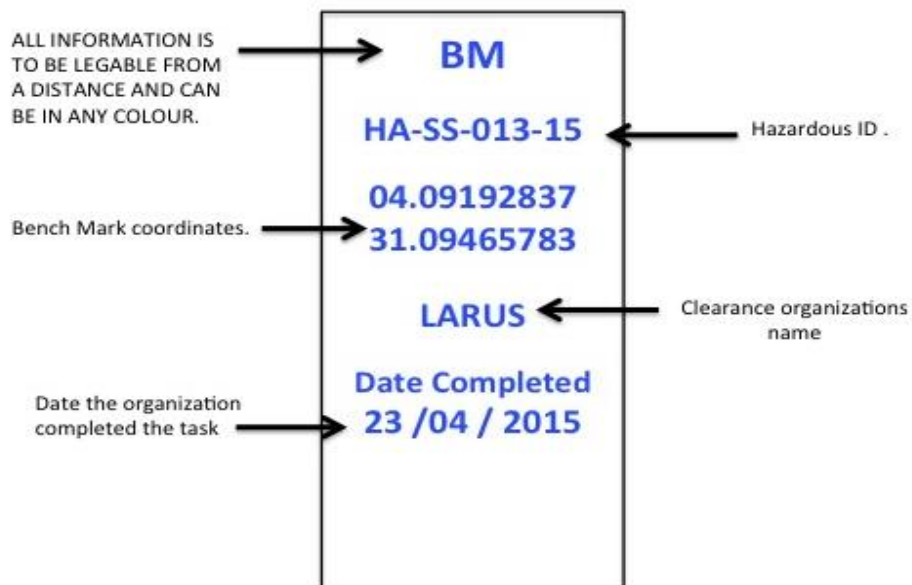 ALL INFORMATION IS
TO BE LEGABLE FROM
A DISTANCE AND CAN
BE IN ANY COLOUR.
BM
HA-SS-013-15
Hazardous ID .
04.09192837
31.09465783
Bench Mark coordinates.
LARUS
Clearance organizations
name
Date Completed
23 /04 / 2015
Date the organization
completed the task